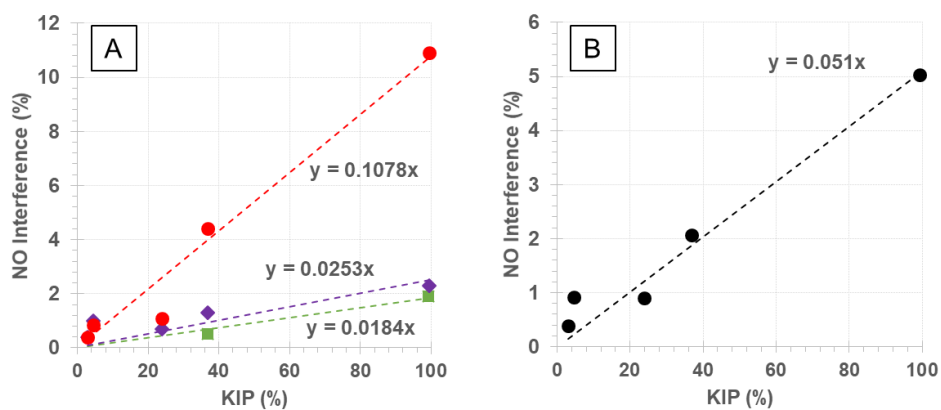 A
12
10
8
6
4
2
0
NO Interference (%)
y = 0.1078x
y = 0.0253x
y = 0.0184x
0 20 40 60 80 100
KIP (%)
B
6
5
4
3
2
1
0
NO Interference (%)
y = 0.051x
0 20 40 60 80 100
KIP (%)